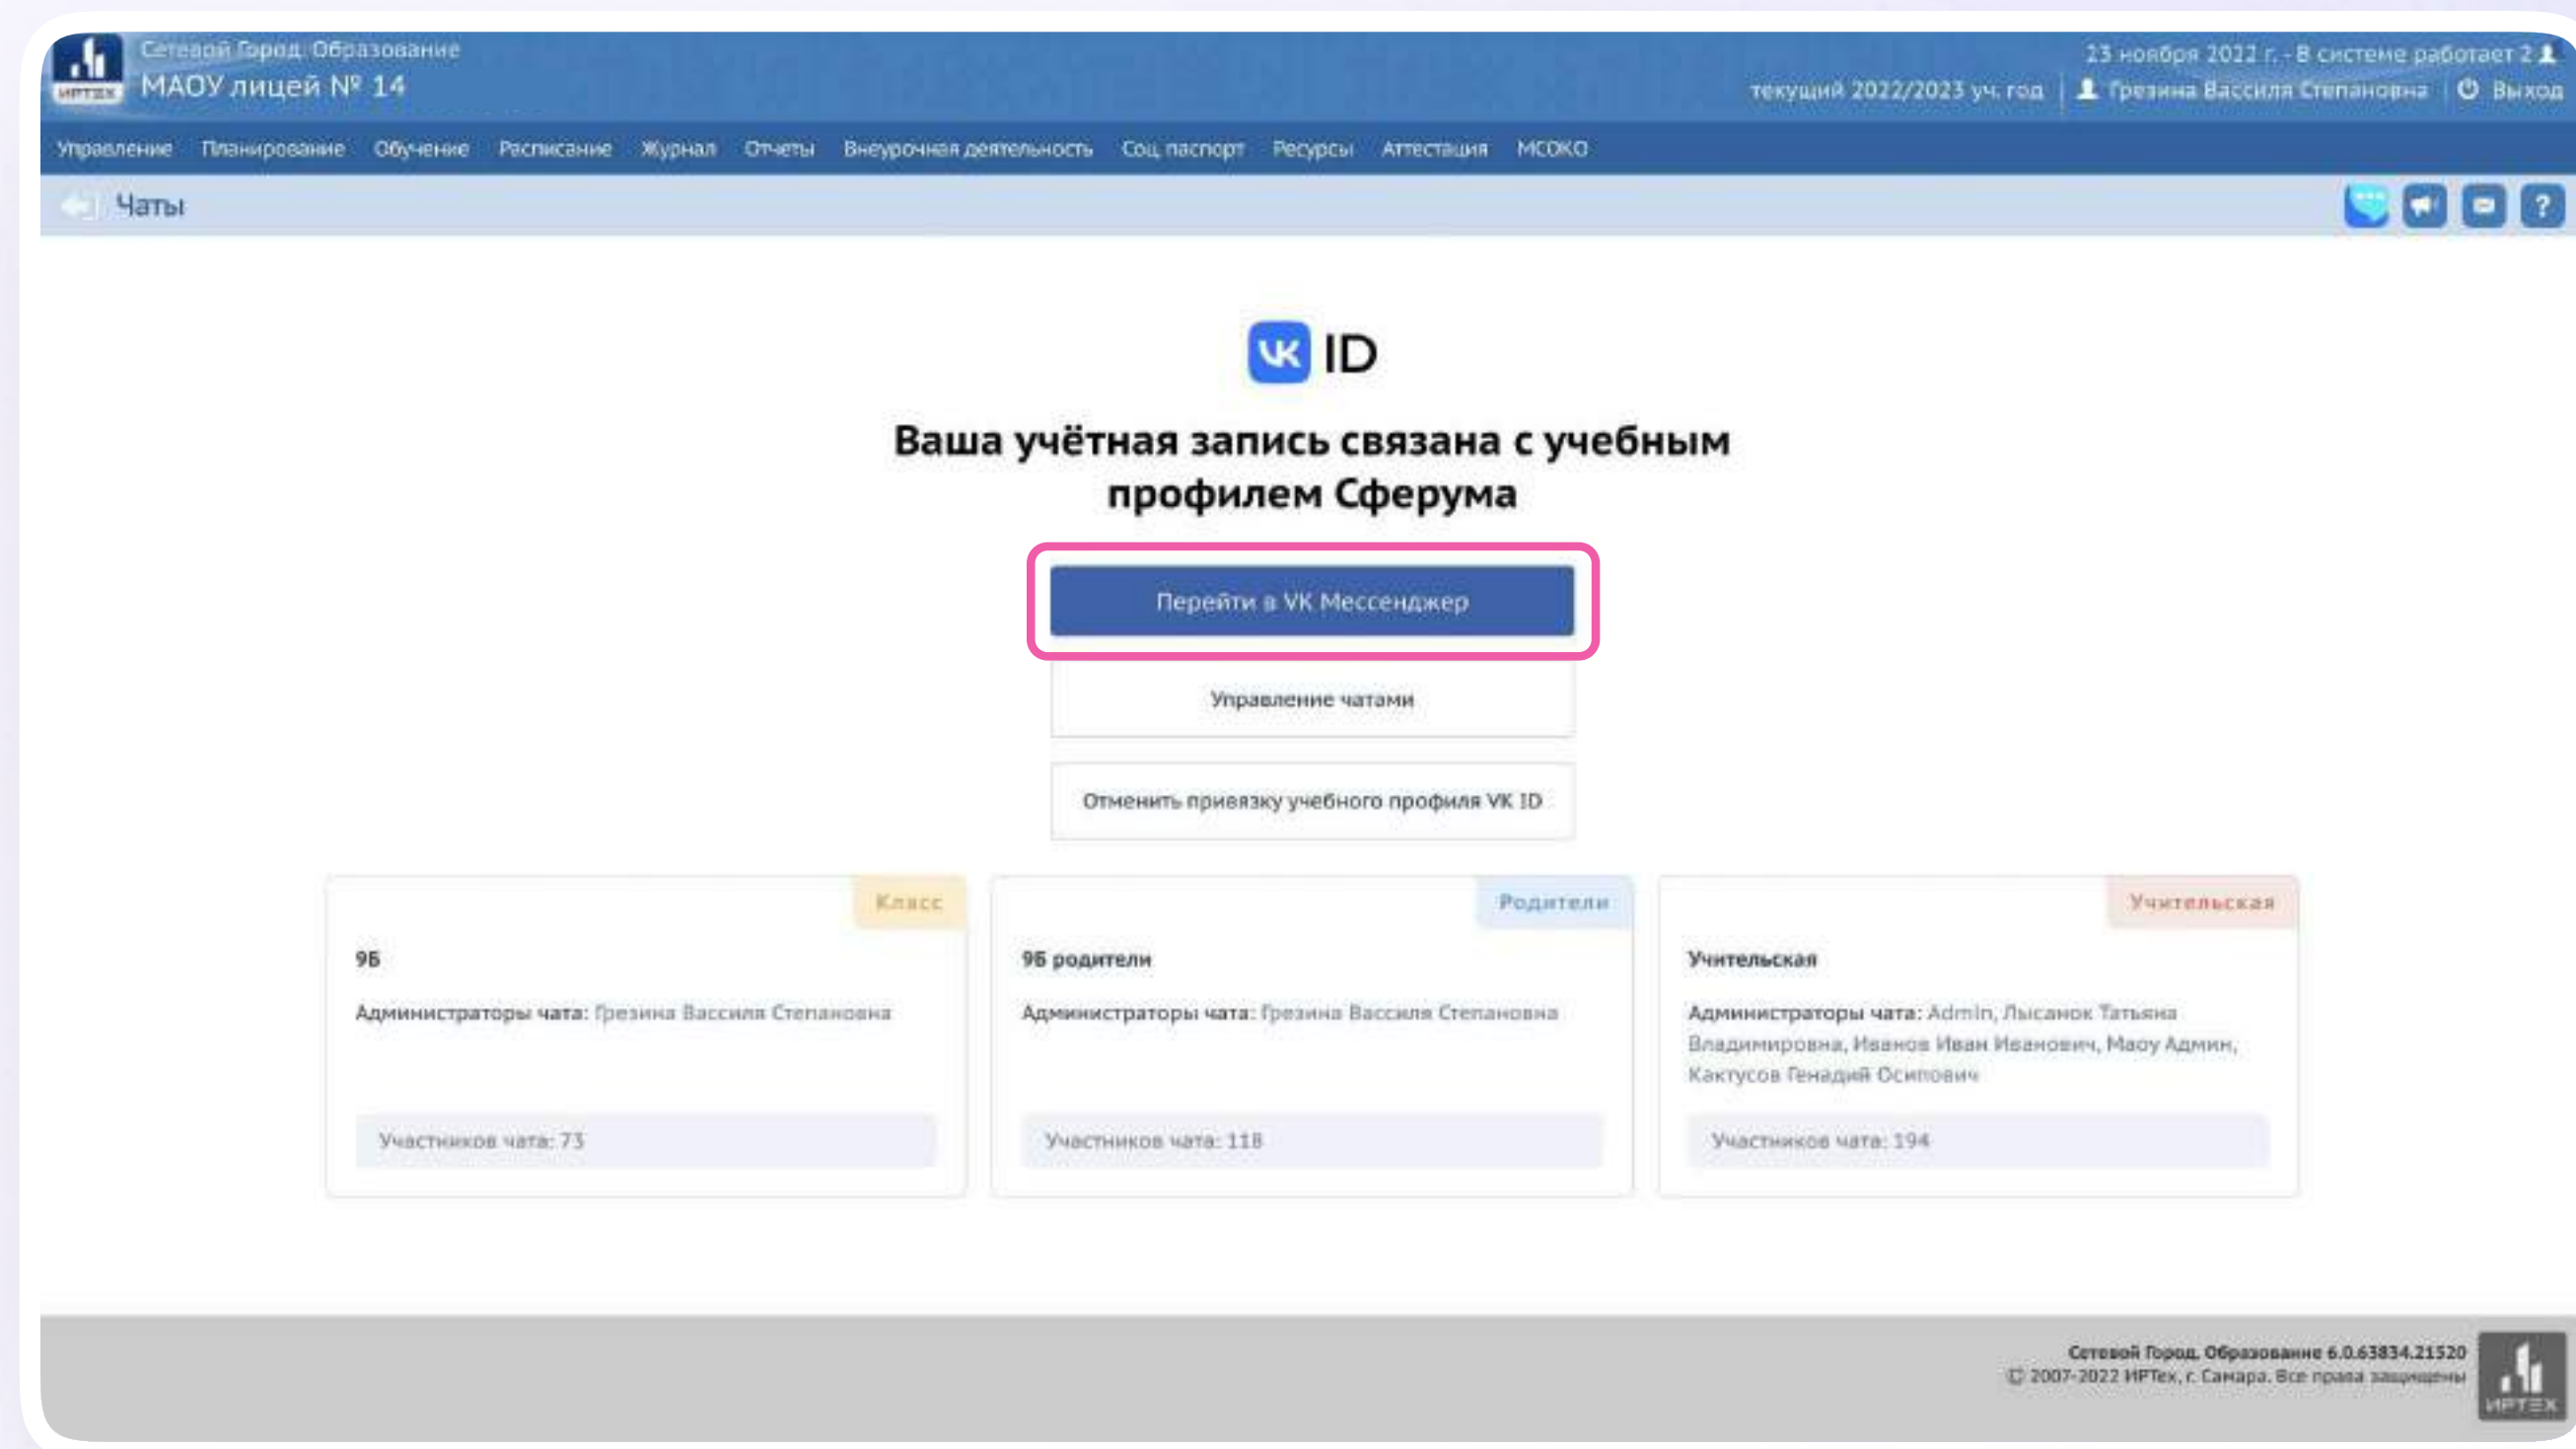 Сетевой Город. Образование
МАОУ лицей № 14
ИРТЕХ
23 ноября 2022 г. - В системе работает 2
текущий 2022/2023 уч. год
Грезина Вассиля Степановна
Выход
Управление Планирование Обучение Расписание Журнал Отчеты Внеурочная деятельность Соц. паспорт Ресурсы Аттестация МСОКО
Чаты
?
VK ID
Ваша учётная запись связана с учебным
профилем Сферума
Перейти в VK Мессенджер
Управление чатами
Отменить привязку учебного профиля VK ID
Класс
9Б
Администраторы чата: Грезина Вассиля Степановна
Участников чата: 73
Родители
9Б родители
Администраторы чата: Грезина Вассиля Степановна
Участников чата: 118
Учительская
Учительская
Администраторы чата: Admin, Лысанок Татьяна
Владимировна, Иванов Иван Иванович, Маоу Админ,
Кактусов Генадий Осипович
Участников чата: 194
Сетевой Город. Образование 6.0.63834.21520
© 2007-2022 ИРТех, г. Самара. Все права защищены
ИРТЕХ